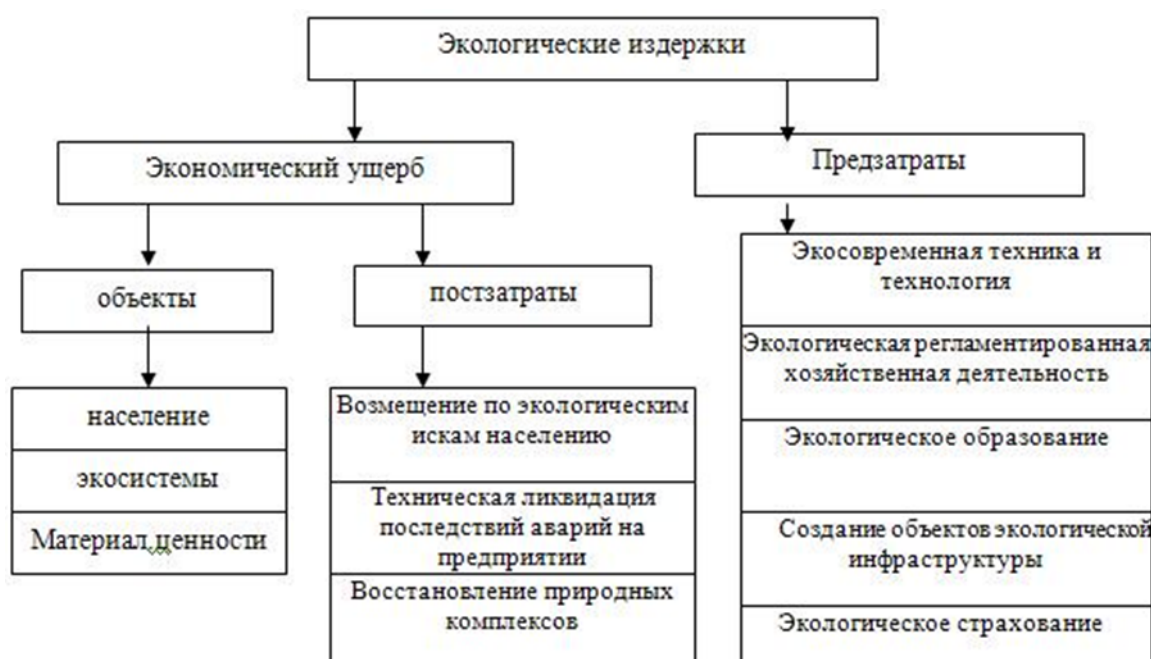 Экологические издержки
Экономический ущерб
Предзатраты
объекты
постзатраты
население
экосистемы
Материал,ценности
Возмещение по экологическим
искам населению
Техническая ликвидация
последствий аварий на
предприятии
Восстановление природных
комплексов
Экосовременная техника и
технология
Экологическая регламентированная
хозяйственная деятельность
Экологическое образование
Создание объектов экологической
инфраструктуры
Экологическое страхование